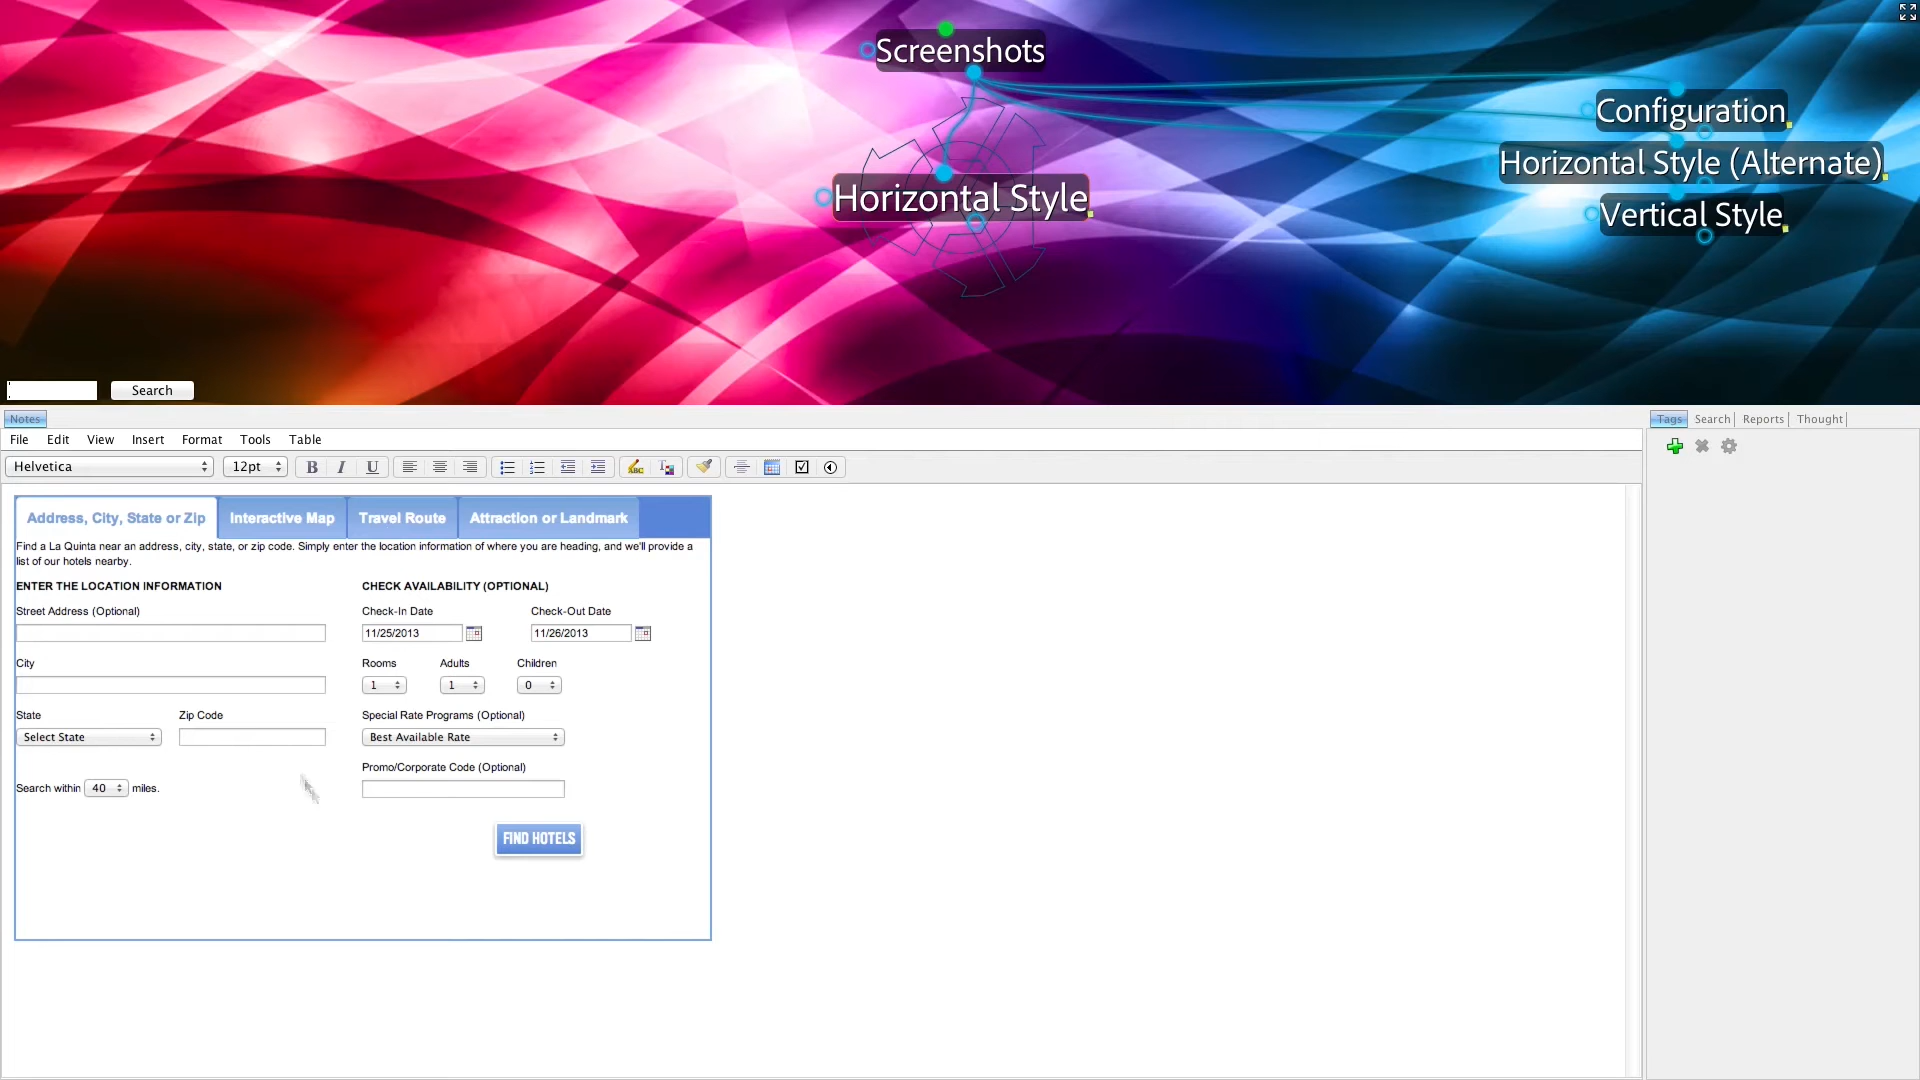 Screenshots
Configuration
Horizontal Style (Alternate)
Horizontal Style
Vertical Style
Search
Notes
Tags Search Reports Thought
File Edit View Insert Format Tools Table
Helvetica 12pt B I U ABC
Address, City, State or Zip Interactive Map Travel Route Attraction or Landmark
Find a La Quinta near an address, city, state, or zip code. Simply enter the location information of where you are heading, and we'll provide a
list of our hotels nearby.
ENTER THE LOCATION INFORMATION CHECK AVAILABILITY (OPTIONAL)
Street Address (Optional) Check-In Date Check-Out Date
11/25/2013 11/26/2013
City Rooms Adults Children
1 1 0
State Zip Code Special Rate Programs (Optional)
Select State Best Available Rate
Promo/Corporate Code (Optional)
Search within 40 miles.
FIND HOTELS